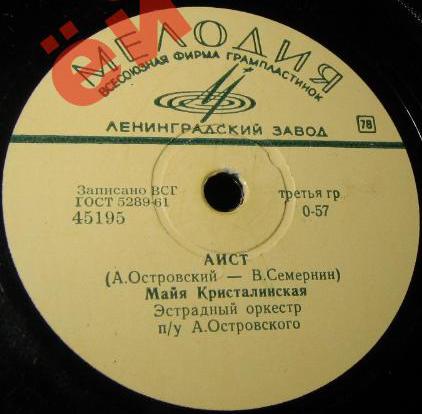 ЁЙ
МЕЛОДИЯ
ВСЕСОЮЗНАЯ ФИРМА ГРАМПЛАСТИНОК
ЛЕНИНГРАДСКИЙ ЗАВОД
78
Записано ВСГ
ГОСТ 5289-61
45195
третья гр.
0-57
АИСТ
(А.Островский — В.Семернин)
Майя Кристалинская
Эстрадный оркестр
п/у А.Островского